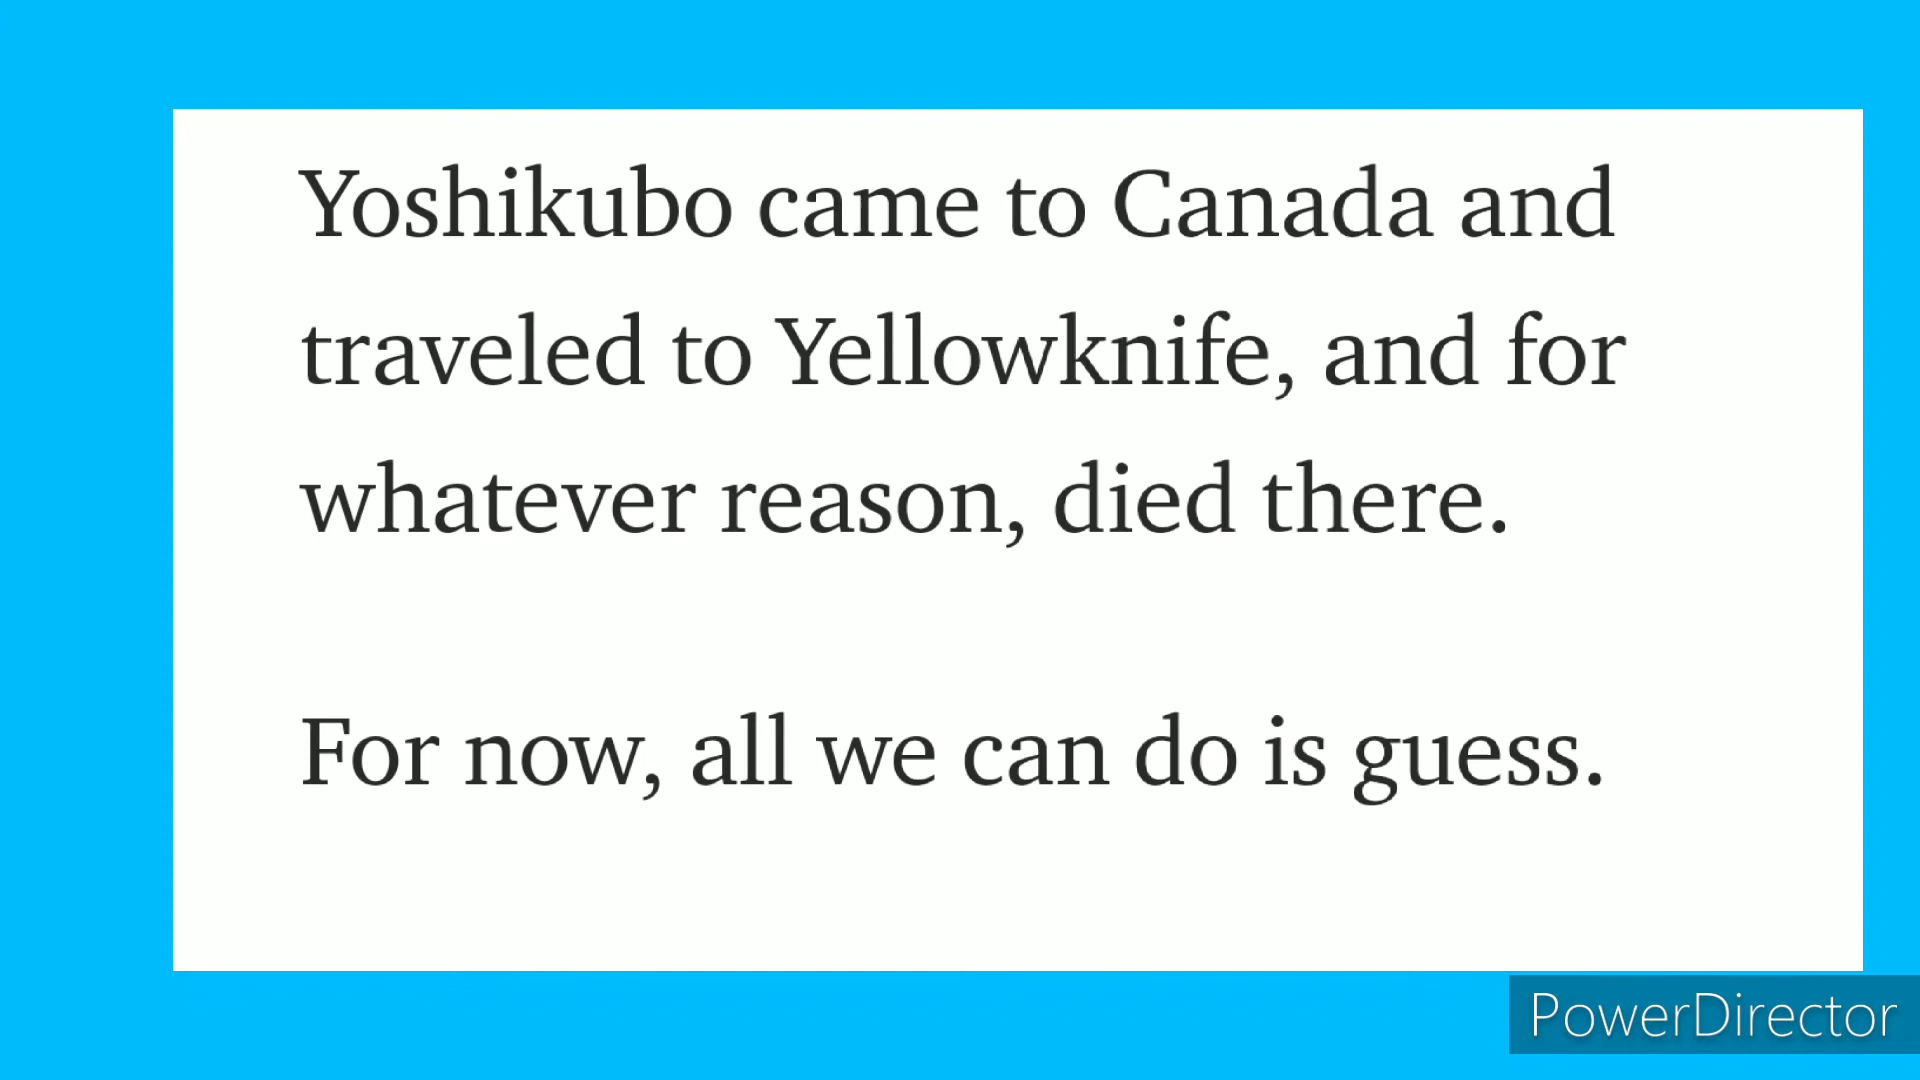 Yoshikubo came to Canada and
traveled to Yellowknife, and for
whatever reason, died there.
For now, all we can do is guess.
PowerDirector